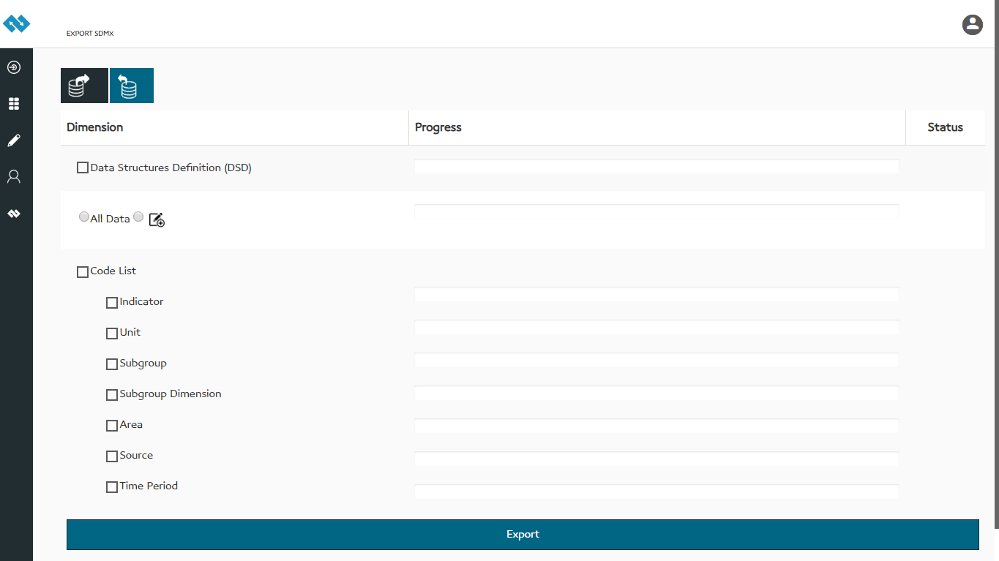 EXPORT SDMX
Dimension
Progress
Status
Data Structures Definition (DSD)
All Data
Code List
Indicator
Unit
Subgroup
Subgroup Dimension
Area
Source
Time Period
Export